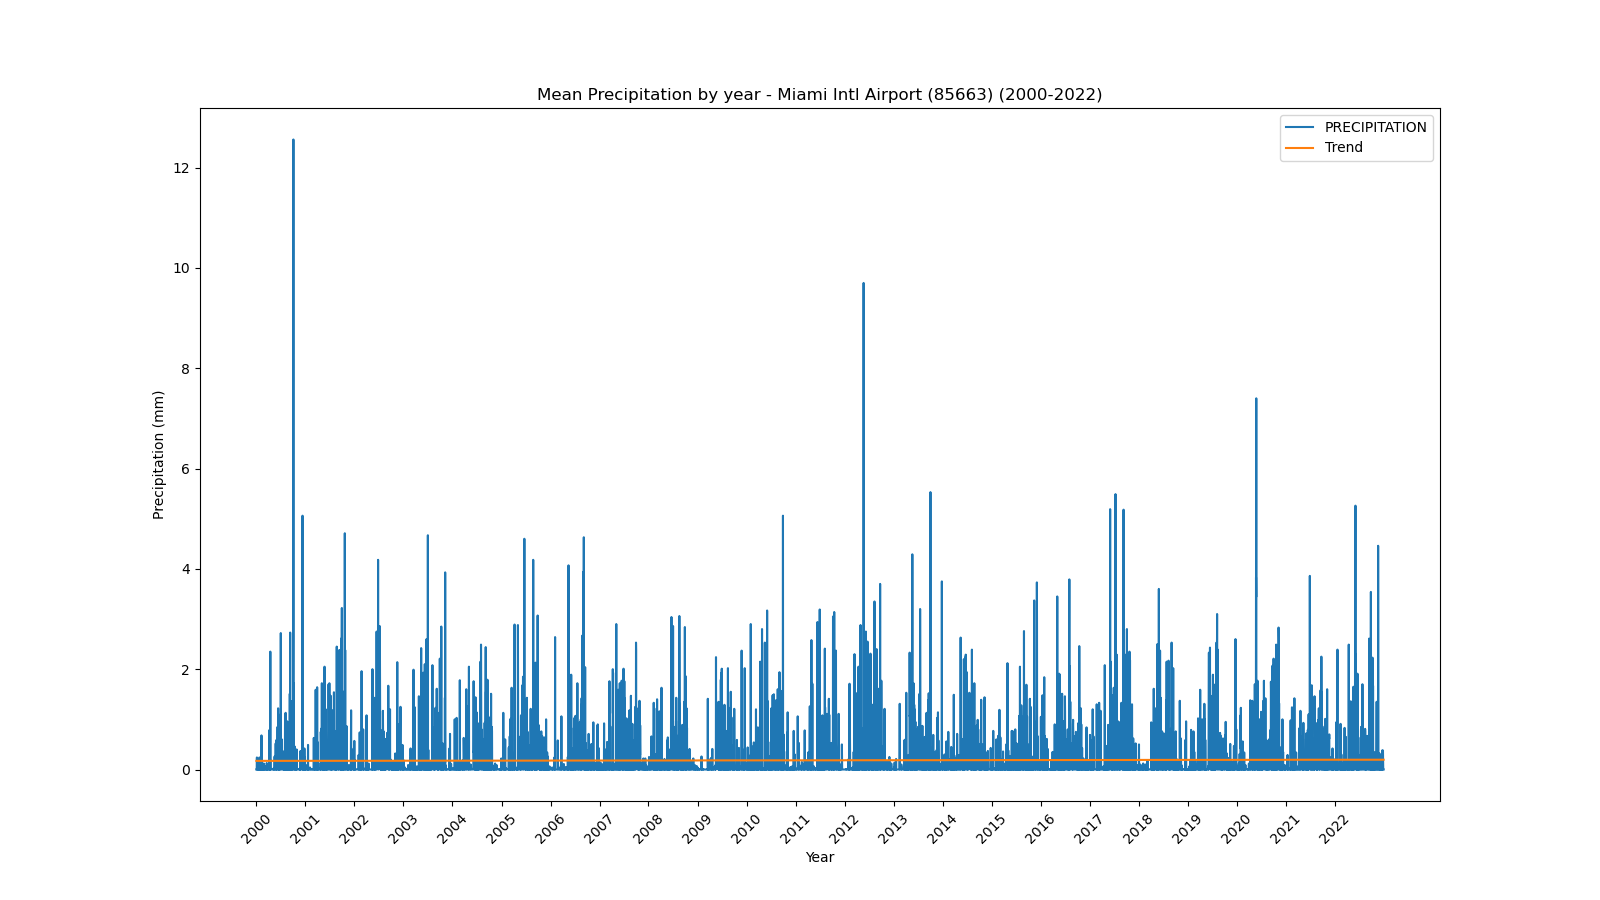 Mean Precipitation by year - Miami Intl Airport (85663) (2000-2022)
PRECIPITATION
Trend
Precipitation (mm)
12
10
8
6
4
2
0
2000 2001 2002 2003 2004 2005 2006 2007 2008 2009 2010 2011 2012 2013 2014 2015 2016 2017 2018 2019 2020 2021 2022
Year